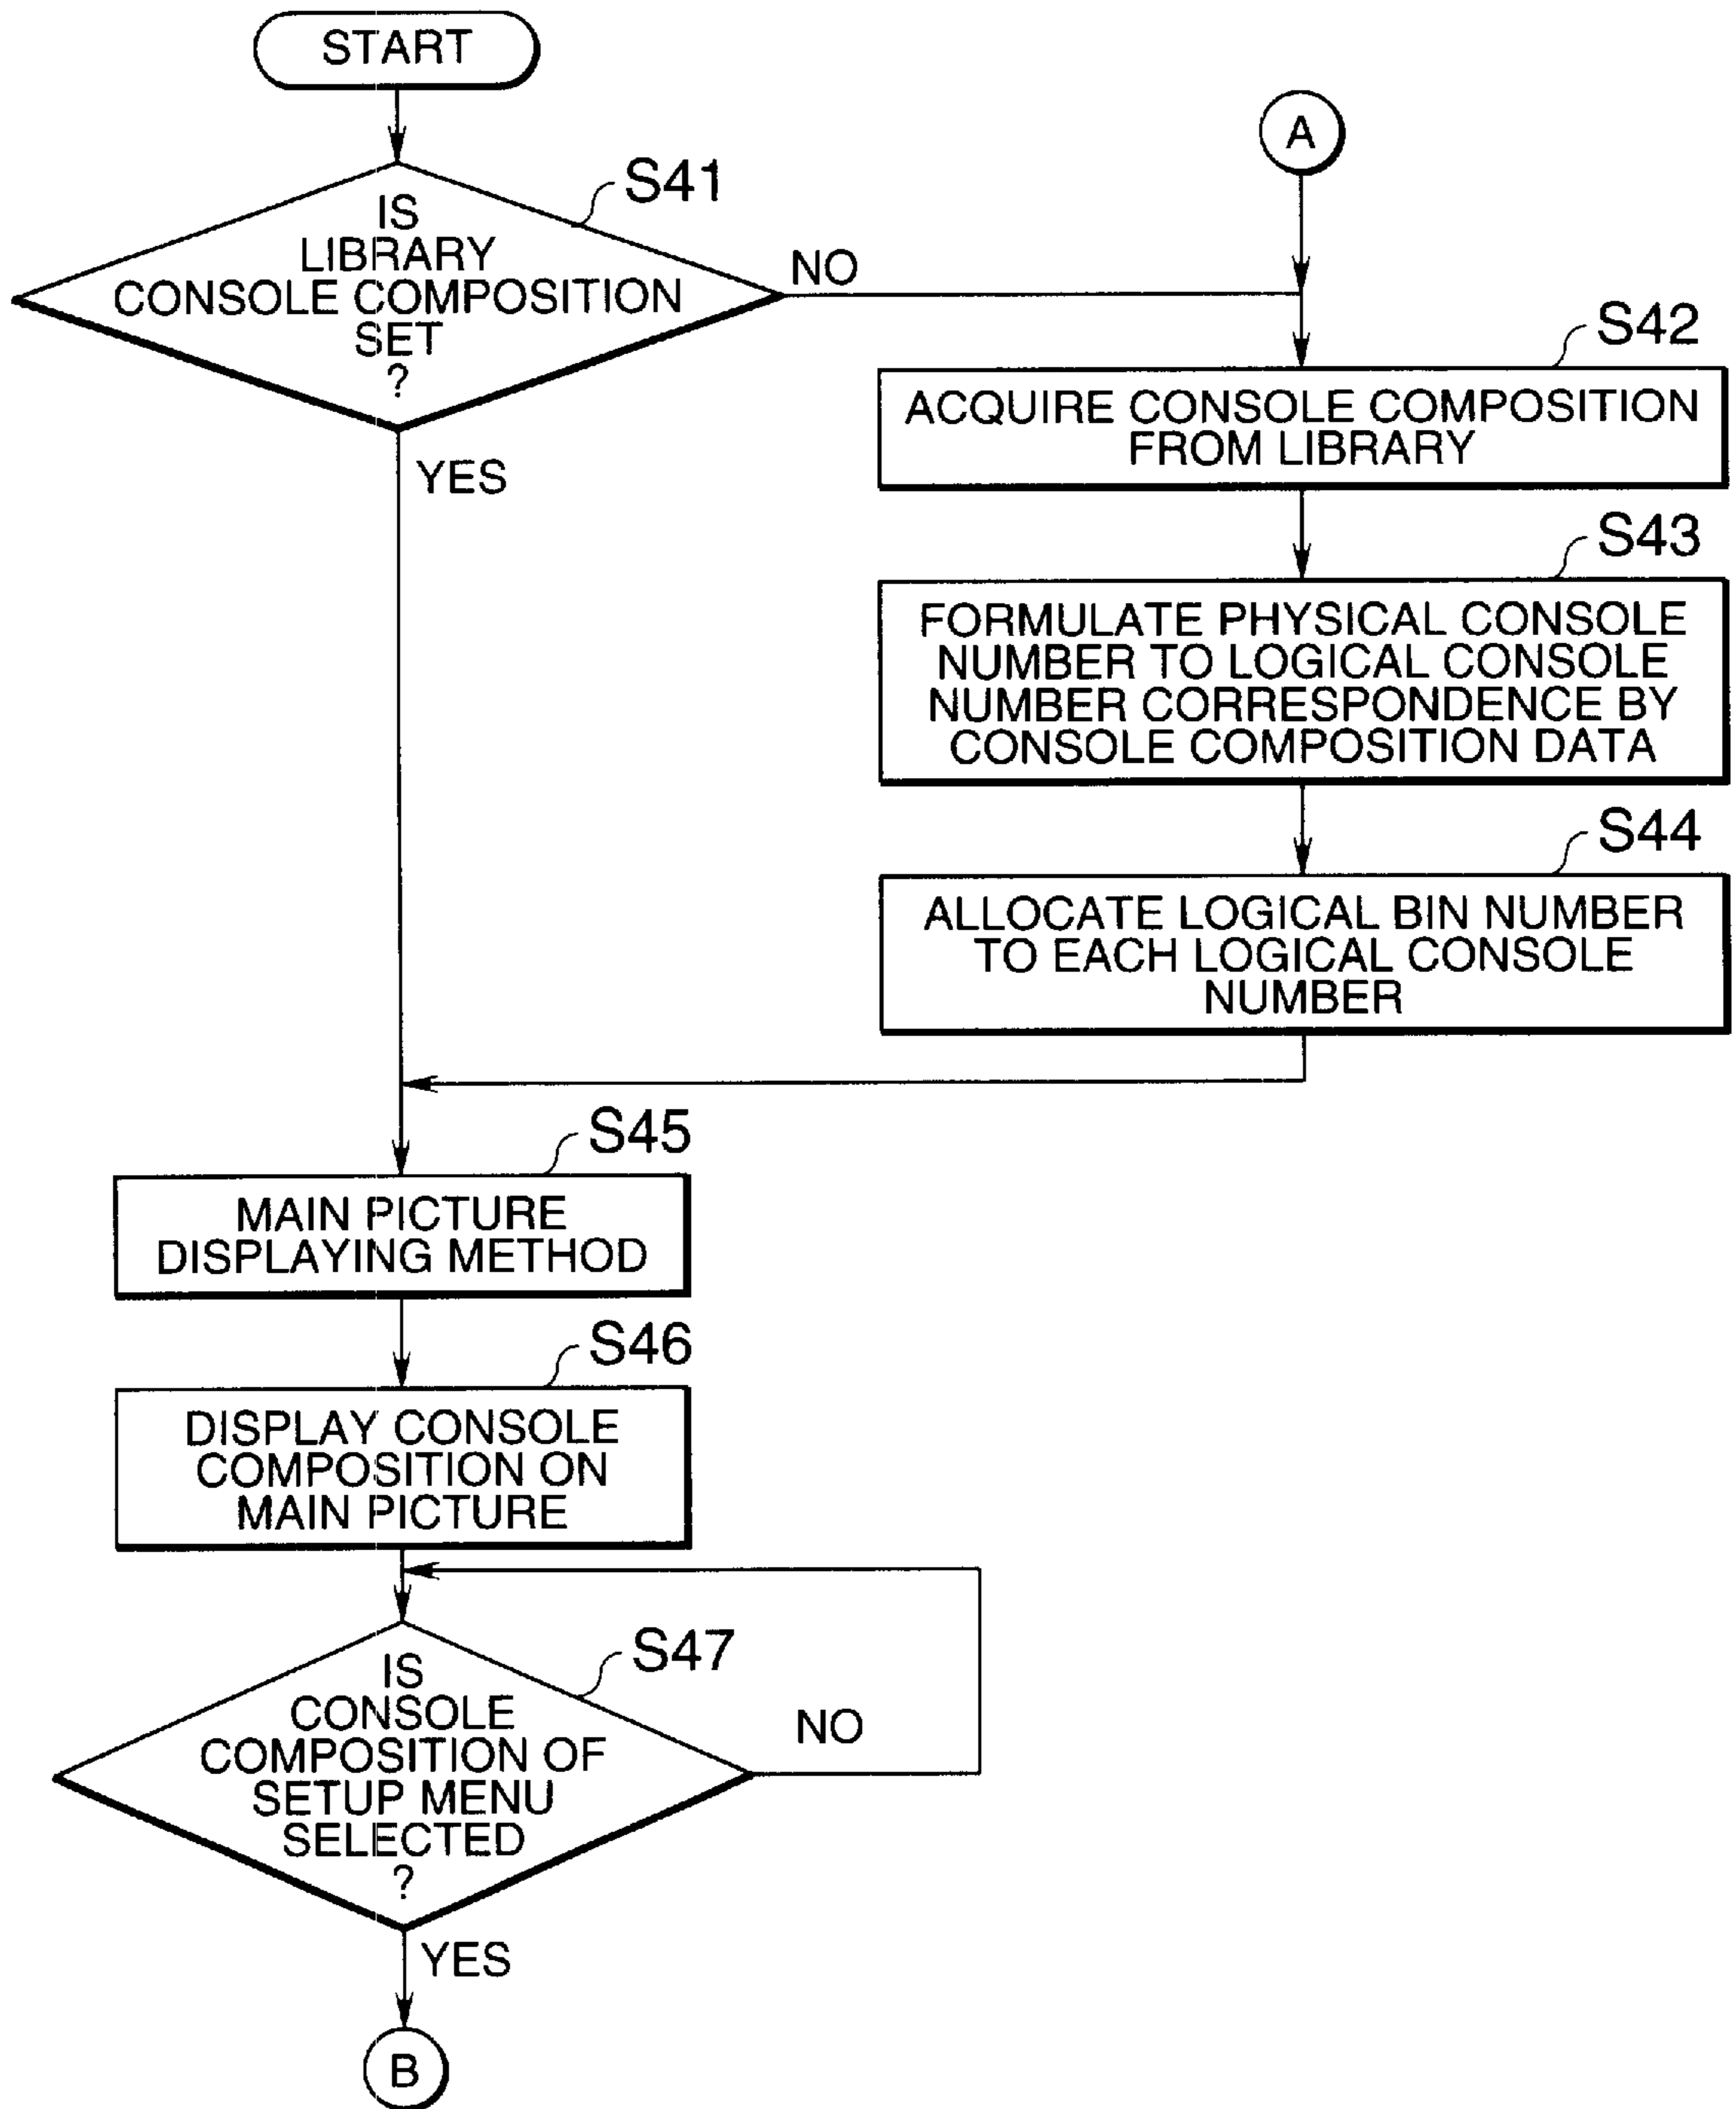 START
A
S41
IS
LIBRARY
CONSOLE COMPOSITION
SET
?
NO
YES
S42
ACQUIRE CONSOLE COMPOSITION
FROM LIBRARY
S43
FORMULATE PHYSICAL CONSOLE
NUMBER TO LOGICAL CONSOLE
NUMBER CORRESPONDENCE BY
CONSOLE COMPOSITION DATA
S44
ALLOCATE LOGICAL BIN NUMBER
TO EACH LOGICAL CONSOLE
NUMBER
S45
MAIN PICTURE
DISPLAYING METHOD
S46
DISPLAY CONSOLE
COMPOSITION ON
MAIN PICTURE
S47
IS
CONSOLE
COMPOSITION OF
SETUP MENU
SELECTED
?
NO
YES
B